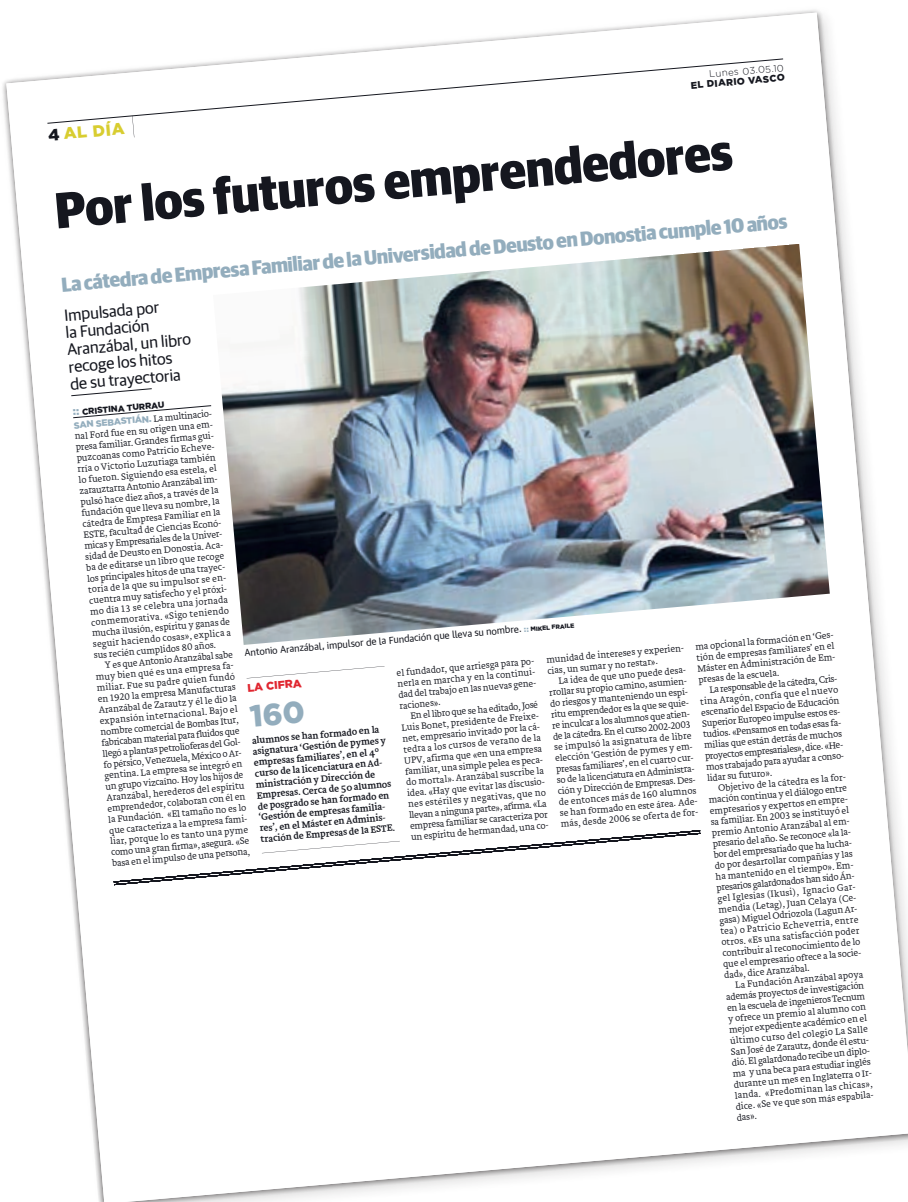 4 AL DÍA
Lunes 03.05.10
EL DIARIO VASCO
Por los futuros emprendedores
La cátedra de Empresa Familiar de la Universidad de Deusto en Donostia cumple 10 años
Impulsada por
la Fundación
Aranzábal, un libro
recoge los hitos
de su trayectoria
:: CRISTINA TURRAU
SAN SEBASTIÁN. La multinacio-
nal Ford fue en su origen una em-
presa familiar. Grandes firmas gui-
puzcoanas como Patricio Echeve-
rria o Victorio Luzuriaga también
lo fueron. Siguiendo esa estela, el
zarauztarra Antonio Aranzábal im-
pulsó hace diez años, a través de la
fundación que lleva su nombre, la
cátedra de Empresa Familiar en la
ESTE, facultad de Ciencias Econó-
micas y Empresariales de la Univer-
sidad de Deusto en Donostia. Aca-
ba de editarse un libro que recoge
los principales hitos de una trayec-
toria de la que su impulsor se en-
cuentra muy satisfecho y el próxi-
mo día 13 se celebra una jornada
conmemorativa. «Sigo teniendo
mucha ilusión, espíritu y ganas de
seguir haciendo cosas», explica a
sus recién cumplidos 80 años.
Y es que Antonio Aranzábal sabe
muy bien qué es una empresa fa-
miliar. Fue su padre quien fundó
en 1920 la empresa Manufacturas
Aranzábal en Zarautz y él le dio la
expansión internacional. Bajo el
nombre comercial de Bombas Itur,
fabricaban material para fluidos que
llegó a plantas petrolíoferas del Gol-
fo pérsico, Venezuela, México o Ar-
gentina. La empresa se integró en
un grupo vizcaíno. Hoy los hijos de
Aranzábal, herederos del espíritu
emprendedor, colaboran con él en
la Fundación. «El tamaño no es lo
que caracteriza a la empresa fami-
liar, porque lo es tanto una pyme
como una gran firma», asegura. «Se
basa en el impulso de una persona,
Antonio Aranzábal, impulsor de la Fundación que lleva su nombre. :: MIKEL FRAILE
LA CIFRA
160
alumnos se han formado en la
asignatura ‘Gestión de pymes y
empresas familiares’, en el 4º
curso de la licenciatura en Ad-
ministración y Dirección de
Empresas. Cerca de 50 alumnos
de posgrado se han formado en
‘Gestión de empresas familia-
res’, en el Máster en Adminis-
tración de Empresas de la ESTE.
el fundador, que arriesga para po-
nerla en marcha y en la continui-
dad del trabajo en las nuevas gene-
raciones».
En el libro que se ha editado, José
Luis Bonet, Presidente de Freixe-
net, empresario invitado por la cá-
tedra a los cursos de verano de la
UPV, afirma que «en una empresa
familiar, una simple pelea es peca-
do mortal». Aranzábal suscribe la
idea. «Hay que evitar las discusio-
nes estériles y negativas, que no
llevan a ninguna parte», afirma. «La
empresa familiar se caracteriza por
un espíritu de hermandad, una co-
munidad de intereses y experien-
cias, un sumar y no restar».
La idea de que uno puede desa-
rrollar su propio camino, asumien-
do riesgos y manteniendo un espí-
ritu emprendedor es la que se quie-
re inculcar a los alumnos que atien-
de la cátedra. En el curso 2002-2003
se impulsó la asignatura de libre
elección ‘Gestión de pymes y em-
presas familiares’, en el cuarto cur-
so de la licenciatura en Administra-
ción y Dirección de Empresas. Des-
de entonces más de 160 alumnos
se han formado en este área. Ade-
más, desde 2006 se oferta de for-
ma opcional la formación en ‘Ges-
tión de empresas familiares’ en el
Máster en Administración de Em-
presas de la escuela.
La responsable de la cátedra, Cris-
tina Aragón, confía que el nuevo
escenario del Espacio de Educación
Superior Europeo impulse estos es-
tudios. «Pensamos en todas esas fa-
milias que están detrás de muchos
proyectos empresariales», dice. «He-
mos trabajado para ayudar a conso-
lidar su futuro».
Objetivo de la cátedra es la for-
mación continua y el diálogo entre
empresarios y expertos en empre-
sa familiar. En 2003 se instituyó el
premio Antonio Aranzábal al em-
presario del año. Se reconoce «la la-
bor del empresariado que ha lucha-
do por desarrollar compañías y las
ha mantenido en el tiempo». Em-
presarios galardonados han sido Án-
gel Iglesias (Ikusi), Ignacio Gar-
mendia (Letag), Juan Celaya (Ce-
gasa) Miguel Odriozola (Lagun Ar-
tea) o Patricio Echeverria, entre
otros. «Es una satisfacción poder
contribuir al reconocimiento de lo
que el empresario ofrece a la socie-
dad», dice Aranzábal.
La Fundación Aranzábal apoya
además proyectos de investigación
en la escuela de ingenieros Tecnum
y ofrece un premio al alumno con
mejor expediente académico en el
último curso del colegio La Salle
San José de Zarautz, donde él estu-
dió. El galardonado recibe un diplo-
ma y una beca para estudiar inglés
durante un mes en Inglaterra o Ir-
landa. «Predominan las chicas»,
dice. «Se ve que son más espabila-
das».